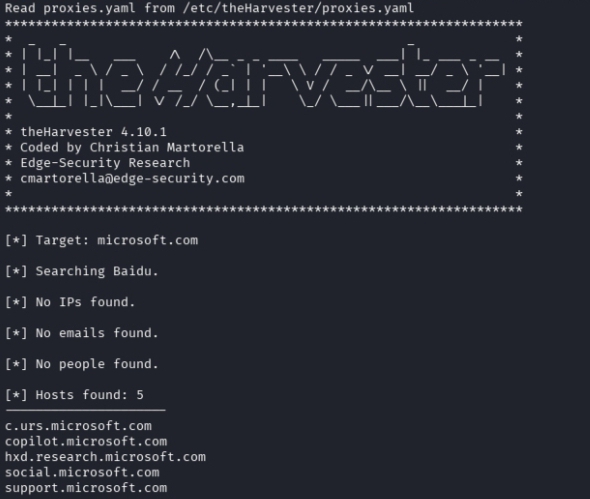 Read proxies.yaml from /etc/theHarvester/proxies.yaml
*******************************************************************
* theHarvester *
* theHarvester 4.10.1 *
* Coded by Christian Martorella *
* Edge-Security Research *
* cmartorella@edge-security.com *
* *
*******************************************************************
[*] Target: microsoft.com
[*] Searching Baidu.
[*] No IPs found.
[*] No emails found.
[*] No people found.
[*] Hosts found: 5
---------------------
c.urs.microsoft.com
copilot.microsoft.com
hxd.research.microsoft.com
social.microsoft.com
support.microsoft.com